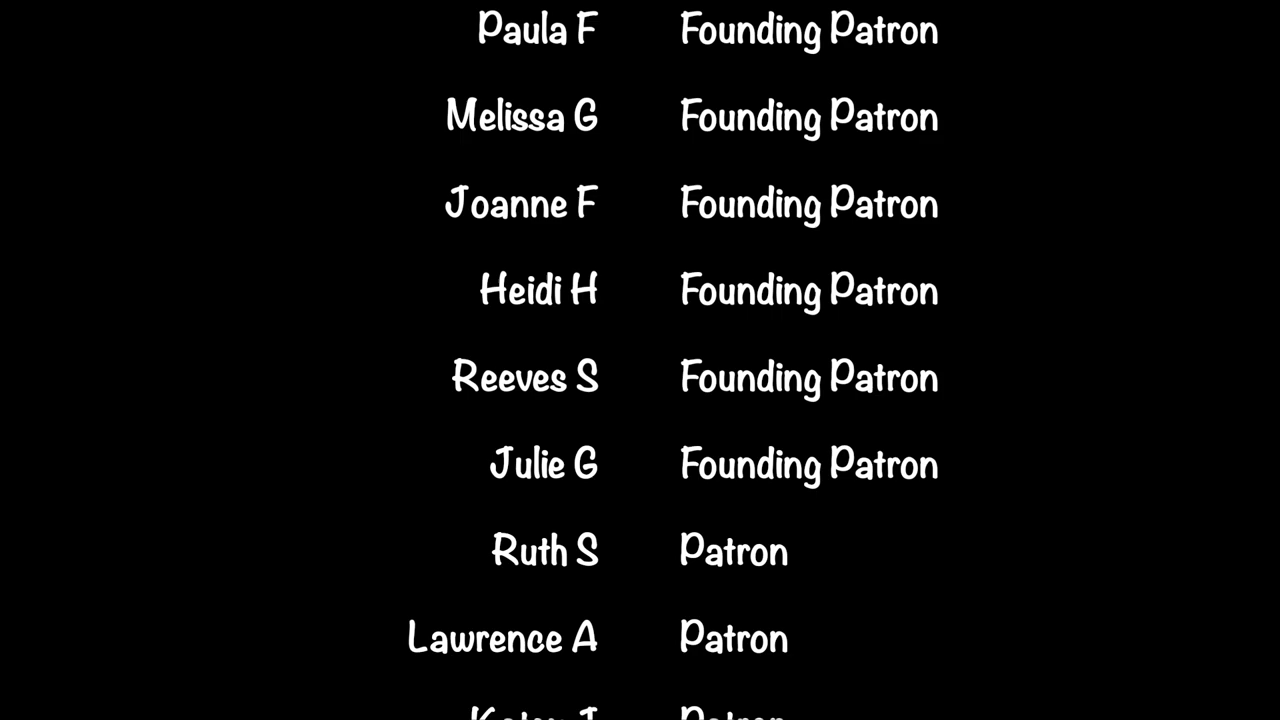 Paula F Founding Patron
Melissa G Founding Patron
Joanne F Founding Patron
Heidi H Founding Patron
Reeves S Founding Patron
Julie G Founding Patron
Ruth S Patron
Lawrence A Patron
Patron